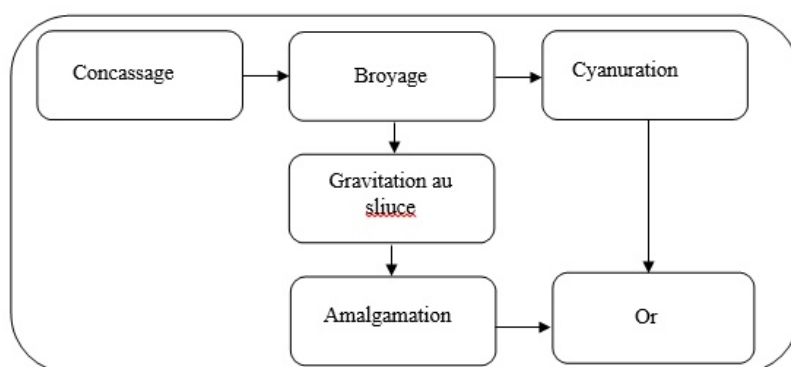 Concassage
Broyage
Cyanuration
Gravitation au
sliuce
Amalgamation
Or